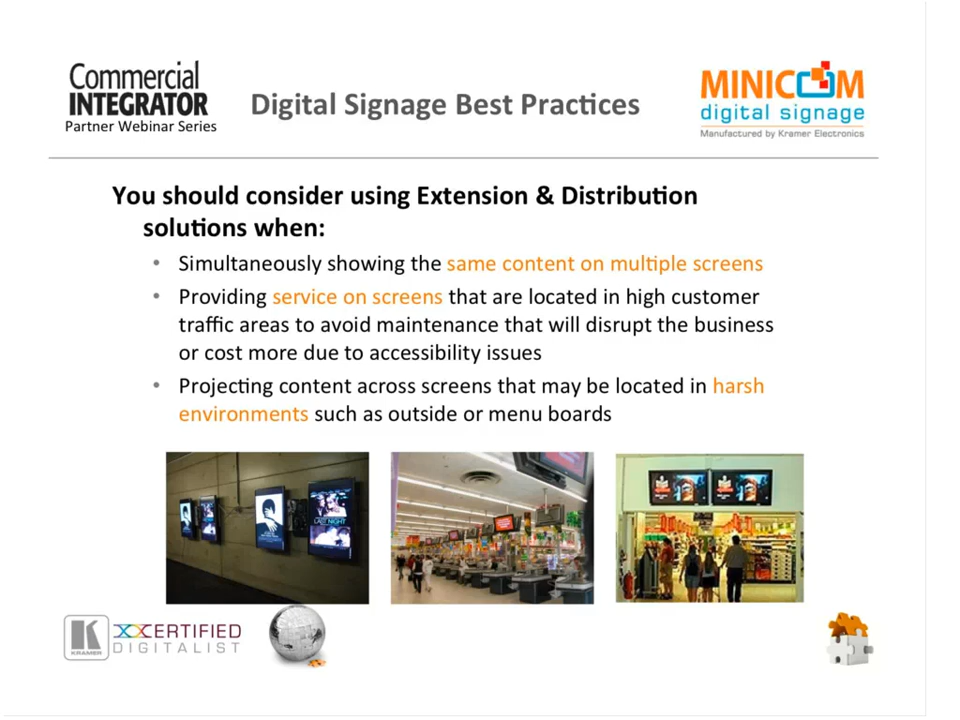 Commercial
INTEGRATOR
Partner Webinar Series
Digital Signage Best Practices
MINICOM
digital signage
Manufactured by Kramer Electronics
You should consider using Extension & Distribution
solutions when:
• Simultaneously showing the same content on multiple screens
• Providing service on screens that are located in high customer
traffic areas to avoid maintenance that will disrupt the business
or cost more due to accessibility issues
• Projecting content across screens that may be located in harsh
environments such as outside or menu boards
LAST NIGHT
K
KRAMER
CERTIFIED
DIGITALIST